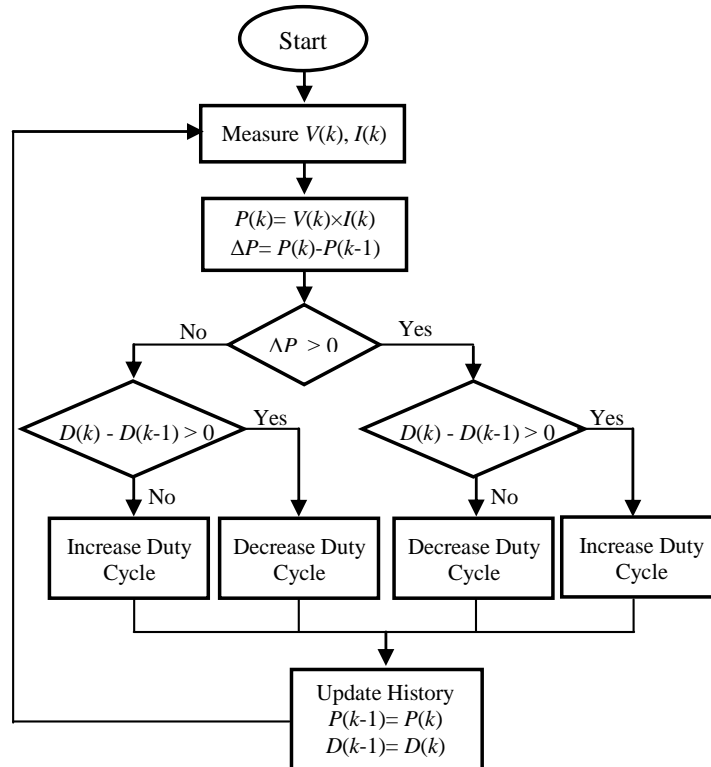 Start
Measure V(k), I(k)
P(k)= V(k)×I(k)
ΔP= P(k)-P(k-1)
No
Yes
ΔP > 0
D(k) - D(k-1) > 0
Yes
D(k) - D(k-1) > 0
Yes
No
No
Increase Duty
Cycle
Decrease Duty
Cycle
Decrease Duty
Cycle
Increase Duty
Cycle
Update History
P(k-1)= P(k)
D(k-1)= D(k)